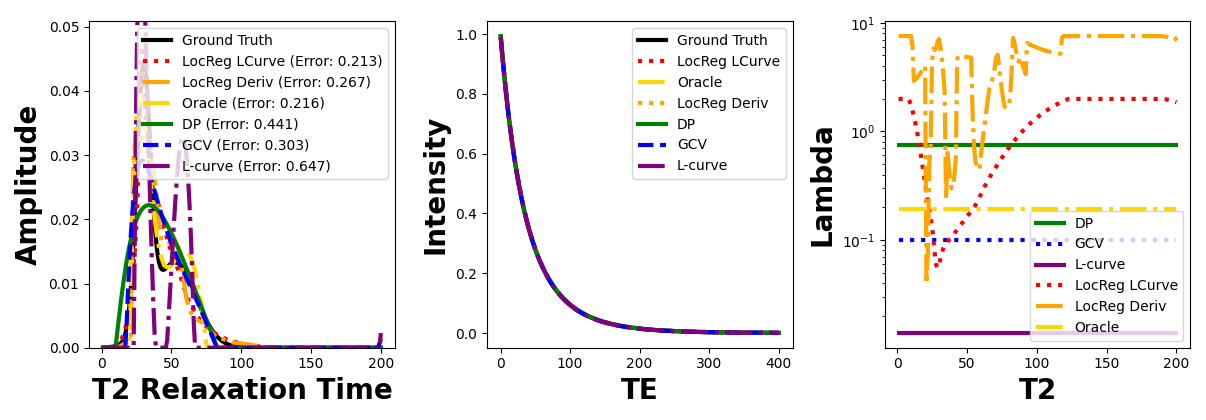 Amplitude
0.05
0.04
0.03
0.02
0.01
0.00
0
50
100
150
200
T2 Relaxation Time
Ground Truth
LocReg LCurve (Error: 0.213)
LocReg Deriv (Error: 0.267)
Oracle (Error: 0.216)
DP (Error: 0.441)
GCV (Error: 0.303)
L-curve (Error: 0.647)
Intensity
1.0
0.8
0.6
0.4
0.2
0.0
0
100
200
300
400
TE
Ground Truth
LocReg LCurve
Oracle
LocReg Deriv
DP
GCV
L-curve
Lambda
10¹
10⁰
10⁻¹
0
50
100
150
200
T2
DP
GCV
L-curve
LocReg LCurve
LocReg Deriv
Oracle